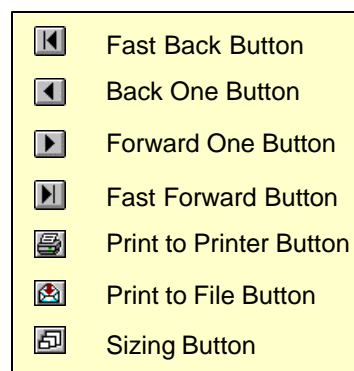 Fast Back Button
Back One Button
Forward One Button
Fast Forward Button
Print to Printer Button
Print to File Button
Sizing Button